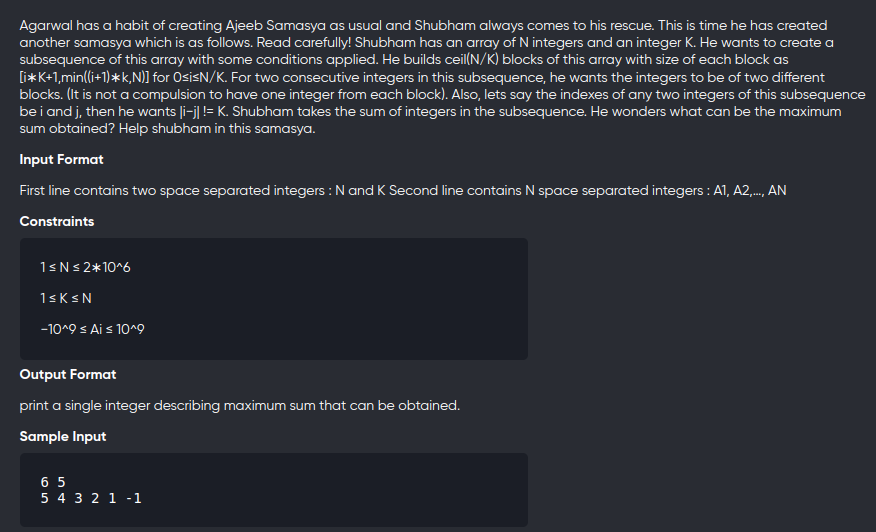 Agarwal has a habit of creating Ajeeb Samasya as usual and Shubham always comes to his rescue. This is time he has created
another samasya which is as follows. Read carefully! Shubham has an array of N integers and an integer K. He wants to create a
subsequence of this array with some conditions applied. He builds ceil(N/K) blocks of this array with size of each block as
[i∗K+1,min((i+1)∗k,N)] for 0≤i≤N/K. For two consecutive integers in this subsequence, he wants the integers to be of two different
blocks. (It is not a compulsion to have one integer from each block). Also, lets say the indexes of any two integers of this subsequence
be i and j, then he wants |i−j| != K. Shubham takes the sum of integers in the subsequence. He wonders what can be the maximum
sum obtained? Help shubham in this samasya.
Input Format
First line contains two space separated integers : N and K Second line contains N space separated integers : A1, A2,..., AN
Constraints
1 ≤ N ≤ 2∗10^6
1 ≤ K ≤ N
−10^9 ≤ Ai ≤ 10^9
Output Format
print a single integer describing maximum sum that can be obtained.
Sample Input
6 5
5 4 3 2 1 -1